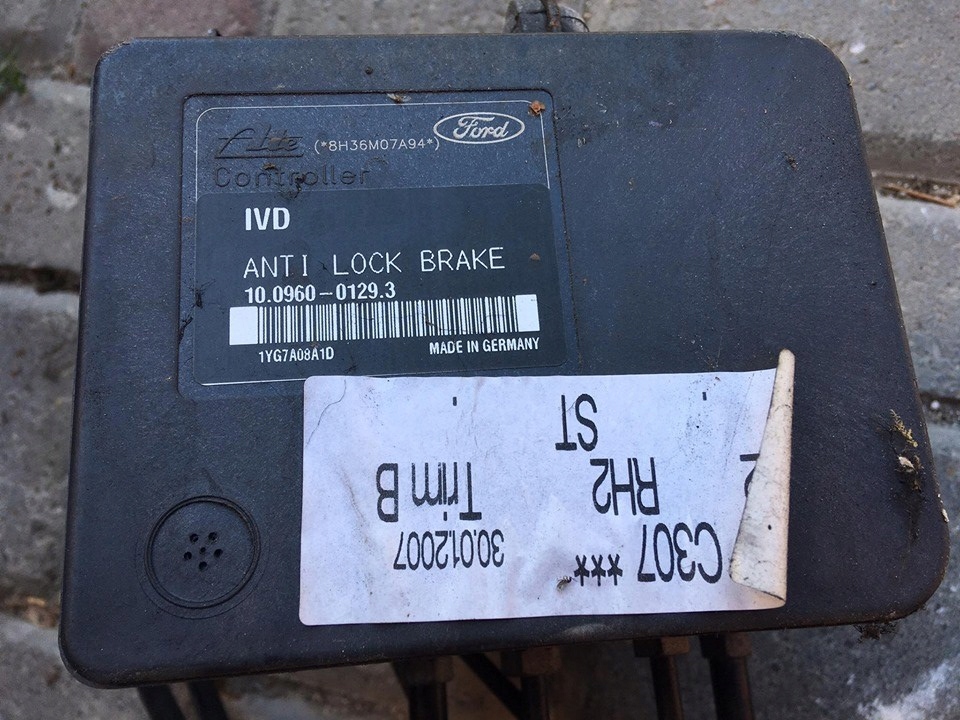 Ate (*8H36M07A94*) Ford
Controller
IVD
ANTI LOCK BRAKE
10.0960-0129.3
1YG7A08A1D MADE IN GERMANY
C307 *** 30.01.2007
RH2 Trim B
ST